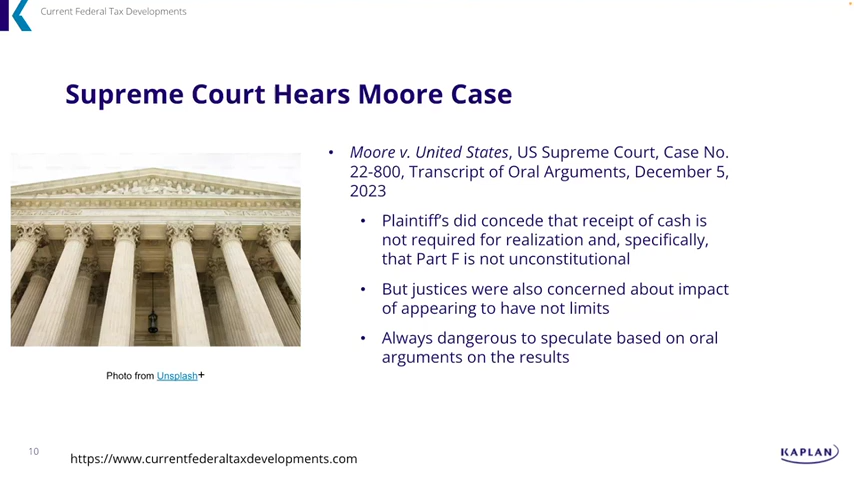 Current Federal Tax Developments
Supreme Court Hears Moore Case
• Moore v. United States, US Supreme Court, Case No.
22-800, Transcript of Oral Arguments, December 5,
2023
• Plaintiff's did concede that receipt of cash is
not required for realization and, specifically,
that Part F is not unconstitutional
• But justices were also concerned about impact
of appearing to have not limits
• Always dangerous to speculate based on oral
arguments on the results
Photo from Unsplash+
10
https://www.currentfederaltaxdevelopments.com
KAPLAN